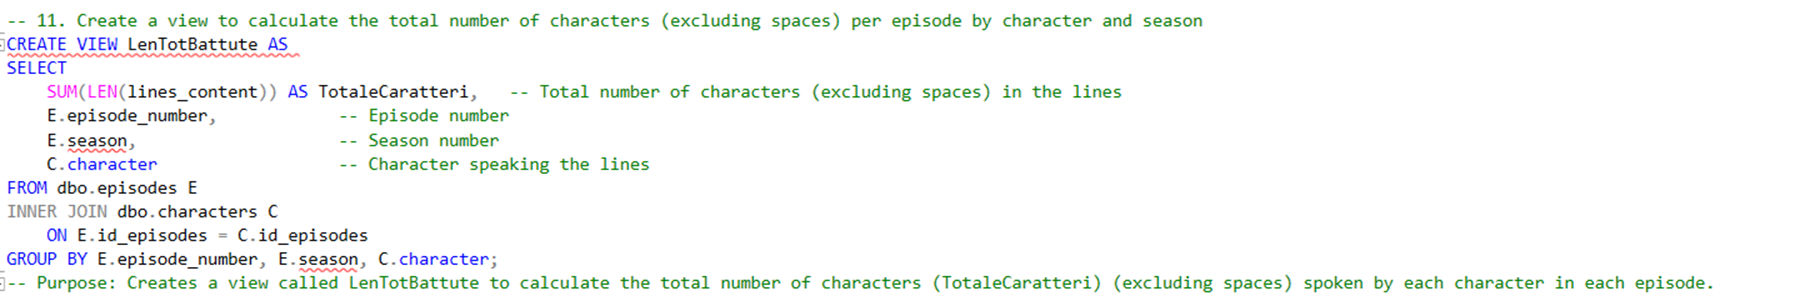 -- 11. Create a view to calculate the total number of characters (excluding spaces) per episode by character and season
CREATE VIEW LenTotBattute AS
SELECT
    SUM(LEN(lines_content)) AS TotaleCaratteri,   -- Total number of characters (excluding spaces) in the lines
    E.episode_number,            -- Episode number
    E.season,                    -- Season number
    C.character                  -- Character speaking the lines
FROM dbo.episodes E
INNER JOIN dbo.characters C
    ON E.id_episodes = C.id_episodes
GROUP BY E.episode_number, E.season, C.character;
-- Purpose: Creates a view called LenTotBattute to calculate the total number of characters (TotaleCaratteri) (excluding spaces) spoken by each character in each episode.